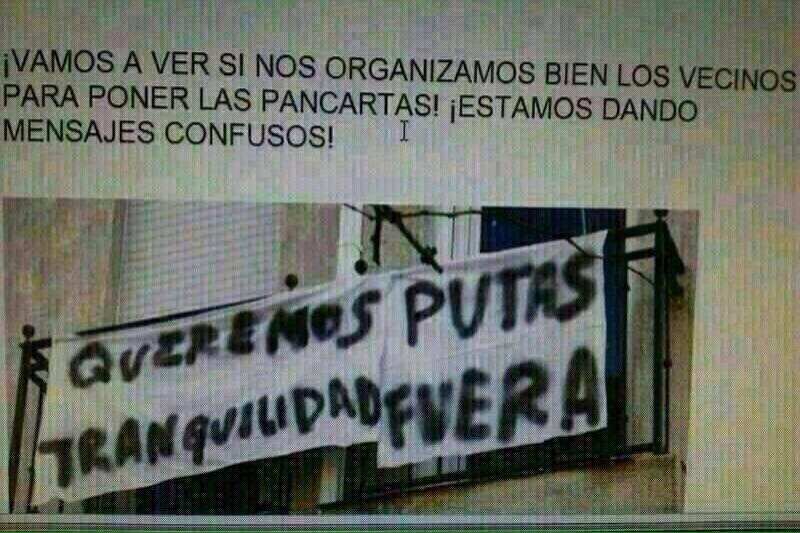 ¡VAMOS A VER SI NOS ORGANIZAMOS BIEN LOS VECINOS
PARA PONER LAS PANCARTAS! ¡ESTAMOS DANDO
MENSAJES CONFUSOS!
QUEREMOS PUTAS
TRANQUILIDAD FUERA